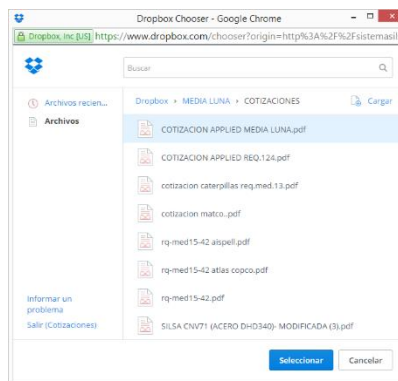 Dropbox Chooser - Google Chrome
Dropbox, Inc [US] https://www.dropbox.com/chooser?origin=http%3A%2F%2Fsistemasil
Buscar
Archivos recien...
Archivos
Dropbox › MEDIA LUNA › COTIZACIONES
Cargar
COTIZACION APPLIED MEDIA LUNA.pdf
COTIZACION APPLIED REQ.124.pdf
cotizacion caterpillas req.med.13.pdf
cotizacion matco..pdf
rq-med15-42 aispell.pdf
rq-med15-42 atlas copco.pdf
rq-med15-42.pdf
SILSA CNV71 (ACERO DHD340)- MODIFICADA (3).pdf
Informar un
problema
Salir (Cotizaciones)
Seleccionar
Cancelar